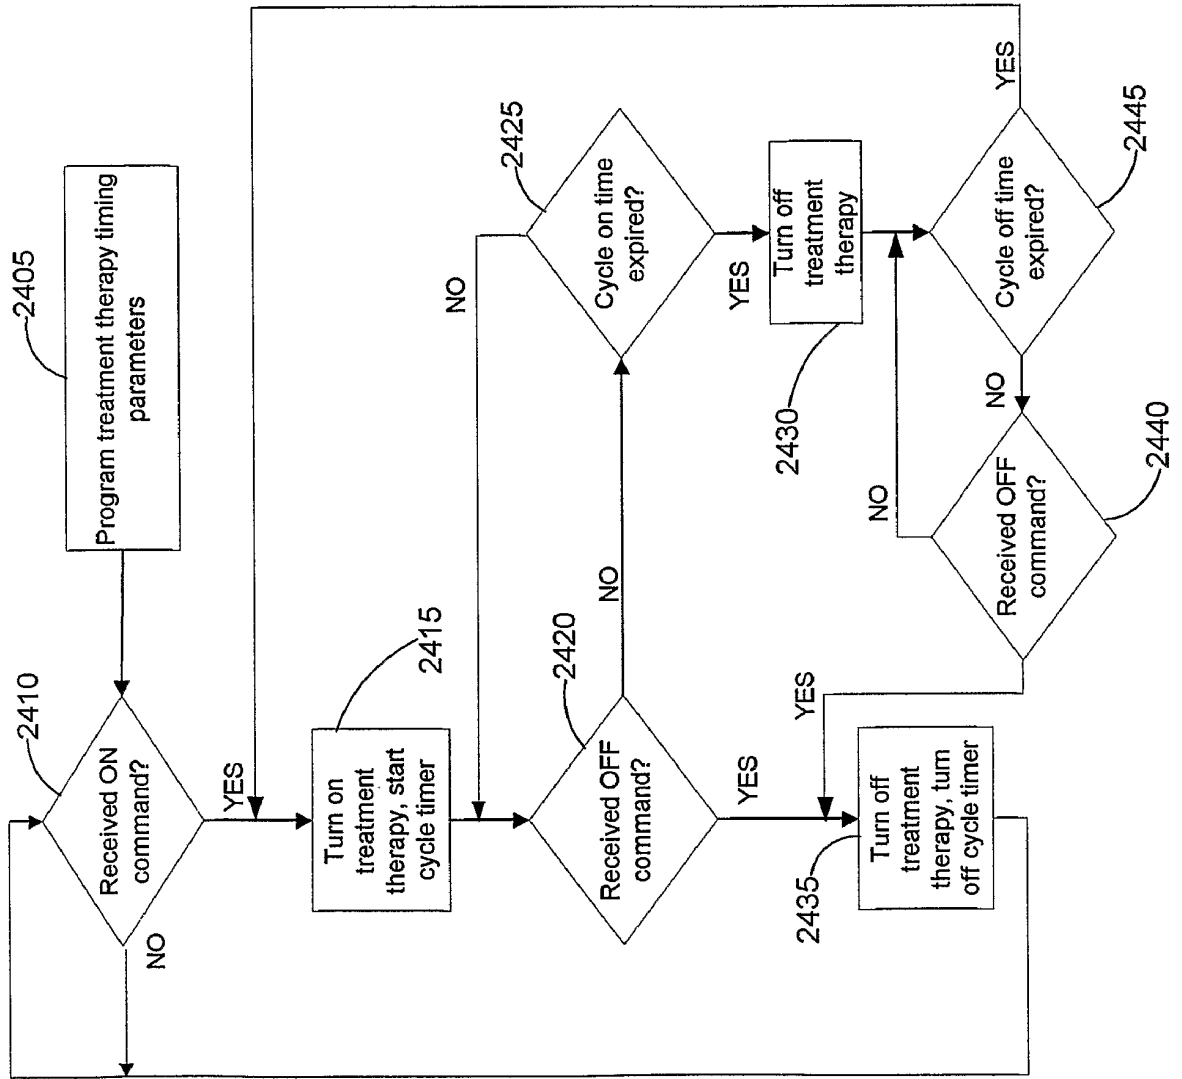 2405
Program treatment therapy timing
parameters
2410
Received ON
command?
NO
YES
2415
Turn on
treatment
therapy, start
cycle timer
2420
Received OFF
command?
NO
YES
2425
Cycle on time
expired?
NO
YES
2430
Turn off
treatment
therapy
2435
Turn off
treatment
therapy, turn
off cycle timer
2440
Received OFF
command?
NO
YES
2445
Cycle off time
expired?
NO
YES